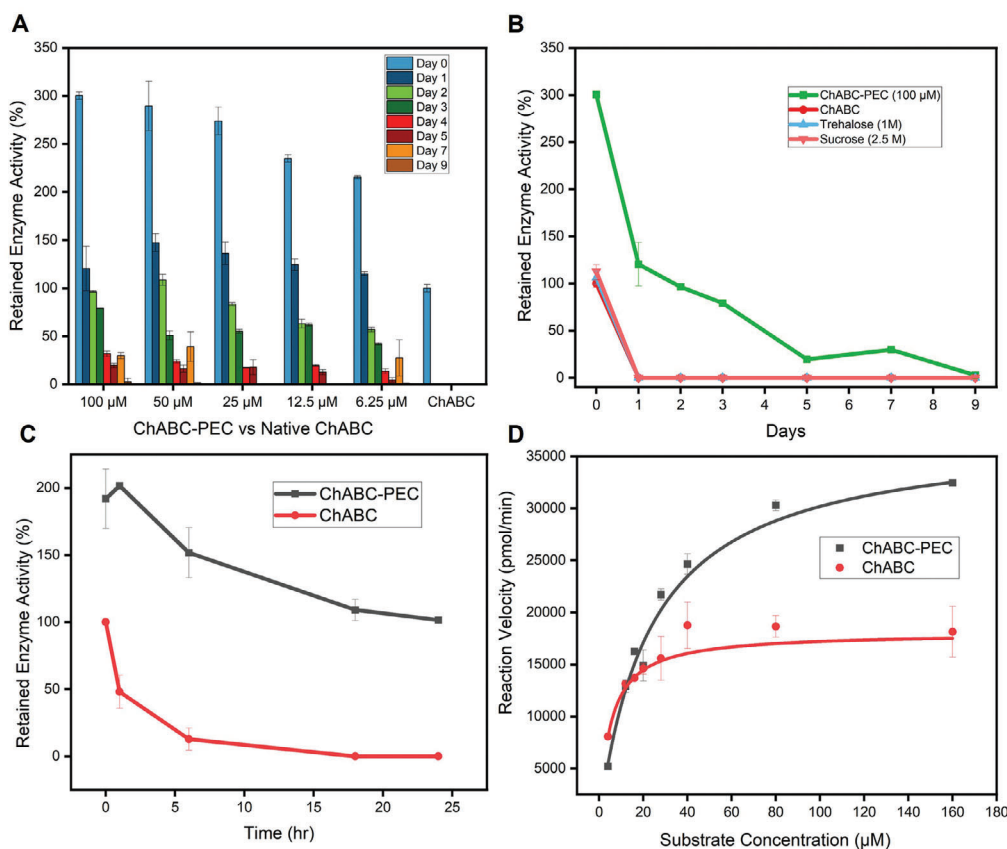 A
Retained Enzyme Activity (%)
350
300
250
200
150
100
50
0
Day 0
Day 1
Day 2
Day 3
Day 4
Day 5
Day 7
Day 9
100 µM 50 µM 25 µM 12.5 µM 6.25 µM ChABC
ChABC-PEC vs Native ChABC
B
Retained Enzyme Activity (%)
350
300
250
200
150
100
50
0
ChABC-PEC (100 µM)
ChABC
Trehalose (1M)
Sucrose (2.5 M)
0 1 2 3 4 5 6 7 8 9
Days
C
Retained Enzyme Activity (%)
200
150
100
50
0
ChABC-PEC
ChABC
0 5 10 15 20 25
Time (hr)
D
Reaction Velocity (pmol/min)
35000
30000
25000
20000
15000
10000
5000
ChABC-PEC
ChABC
0 20 40 60 80 100 120 140 160 180
Substrate Concentration (µM)